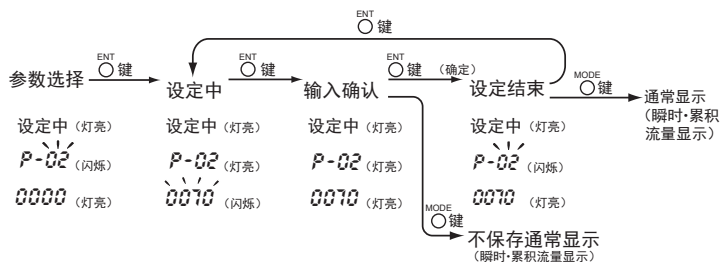 ENT
键
参数选择
ENT
键
设定中
ENT
键
输入确认
ENT
键
(确定)
设定结束
MODE
键
通常显示
(瞬时·累积
流量显示)
设定中(灯亮)
设定中(灯亮)
设定中(灯亮)
设定中(灯亮)
P-02(闪烁)
P-02(灯亮)
P-02(灯亮)
P-02(闪烁)
0000(灯亮)
0070(闪烁)
0070(灯亮)
0070(灯亮)
MODE
键
不保存通常显示
(瞬时·累积流量显示)